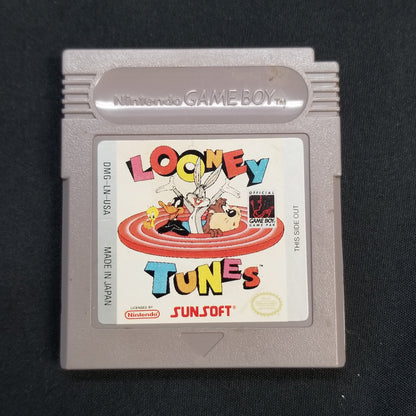 Nintendo GAME BOY™
LOONEY
TUNES
OFFICIAL
GAME BOY
GAME PAK
DMG-LN-USA
MADE IN JAPAN
THIS SIDE OUT
LICENSED BY
Nintendo
SUNSOFT®